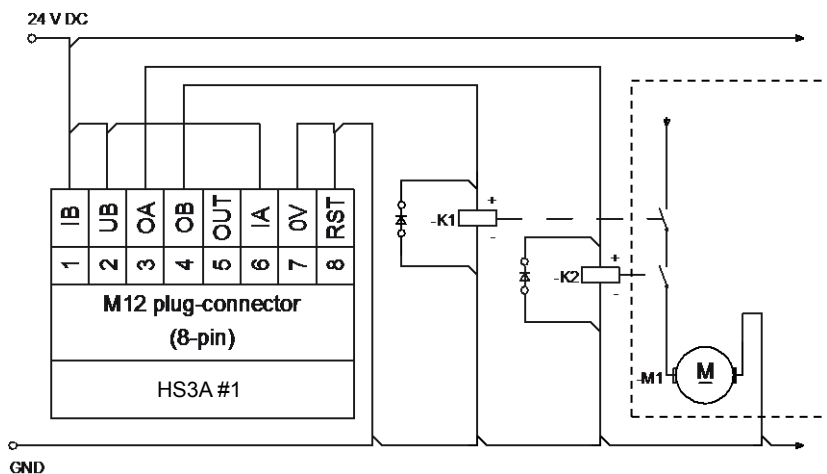 24 V DC
IB UB OA OB OUT IA 0V RST
1 2 3 4 5 6 7 8
M12 plug-connector
(8-pin)
HS3A #1
-K1
+
-
-K2
+
-
-M1
M
GND